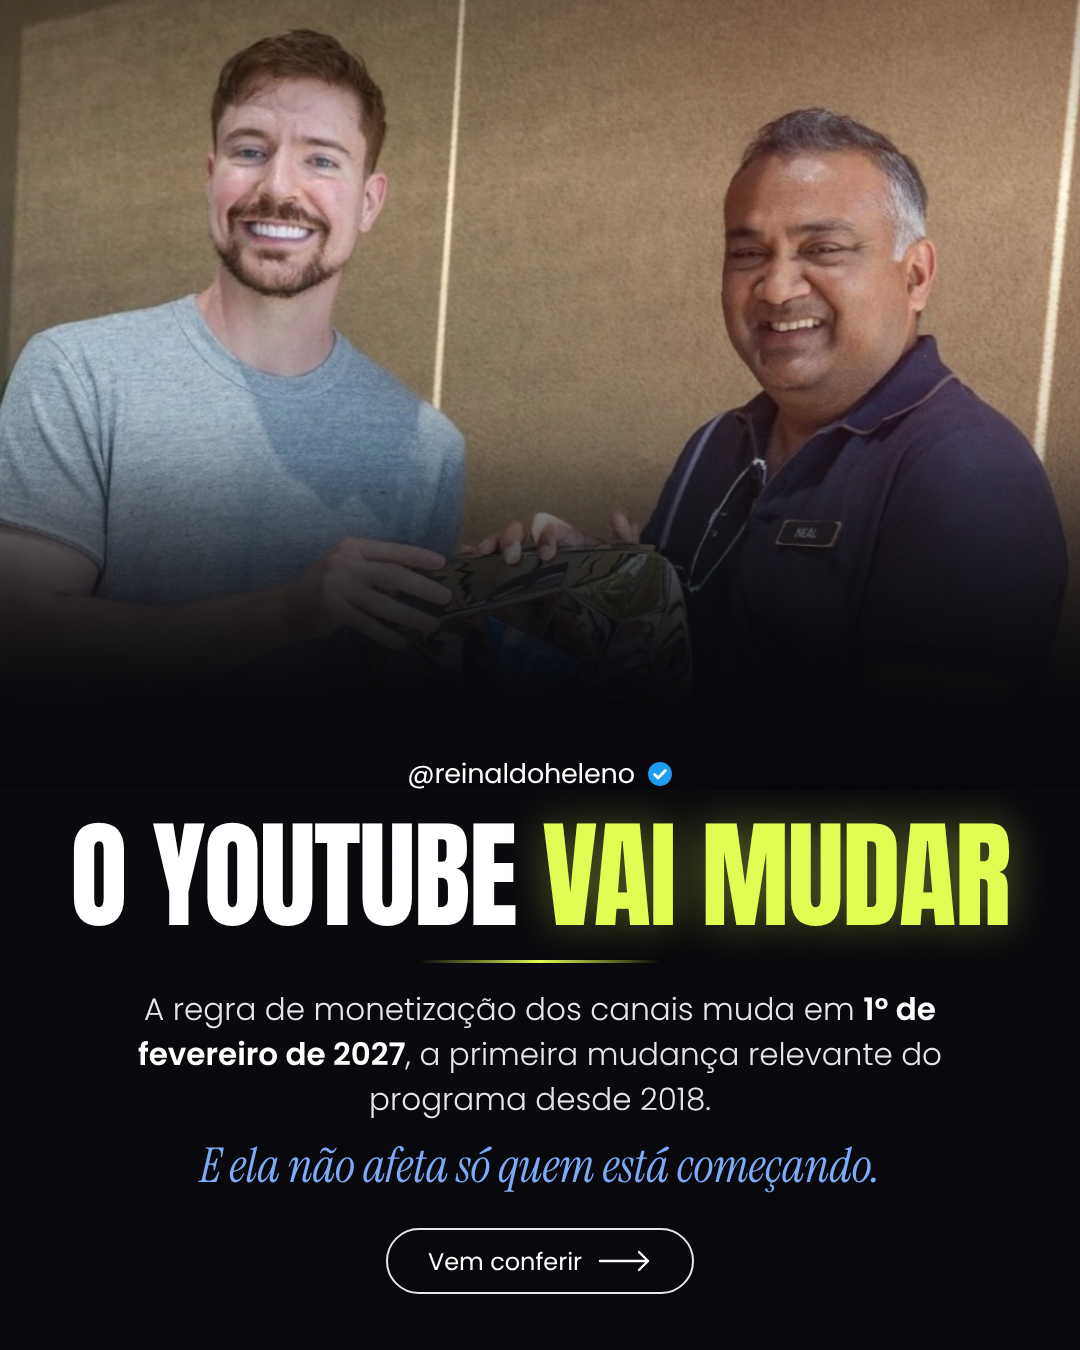 NEAL
@reinaldoheleno
O YOUTUBE VAI MUDAR
A regra de monetização dos canais muda em 1º de
fevereiro de 2027, a primeira mudança relevante do
programa desde 2018.
E ela não afeta só quem está começando.
Vem conferir